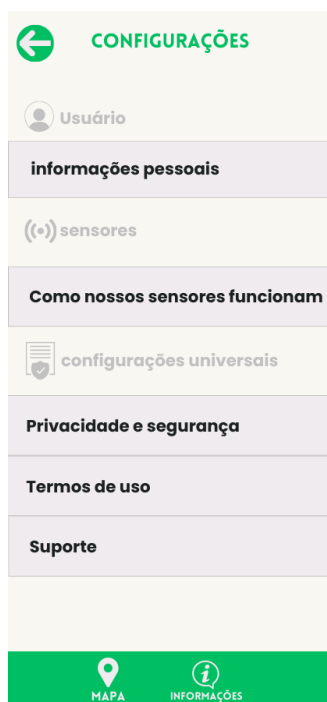 CONFIGURAÇÕES
Usuário
informações pessoais
sensores
Como nossos sensores funcionam
configurações universais
Privacidade e segurança
Termos de uso
Suporte
MAPA
INFORMAÇÕES